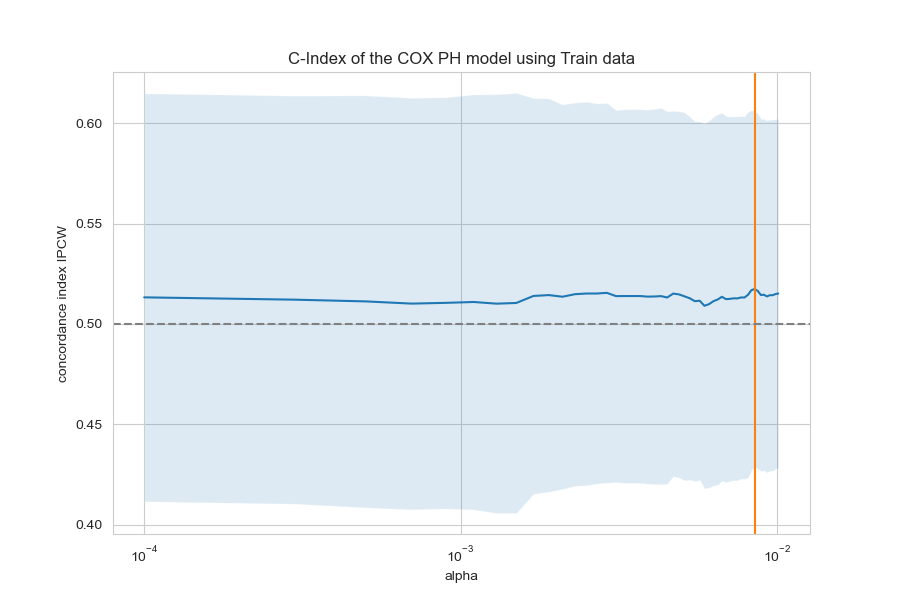 C-Index of the COX PH model using Train data
concordance index IPCW
0.60
0.55
0.50
0.45
0.40
10⁻⁴
10⁻³
10⁻²
alpha